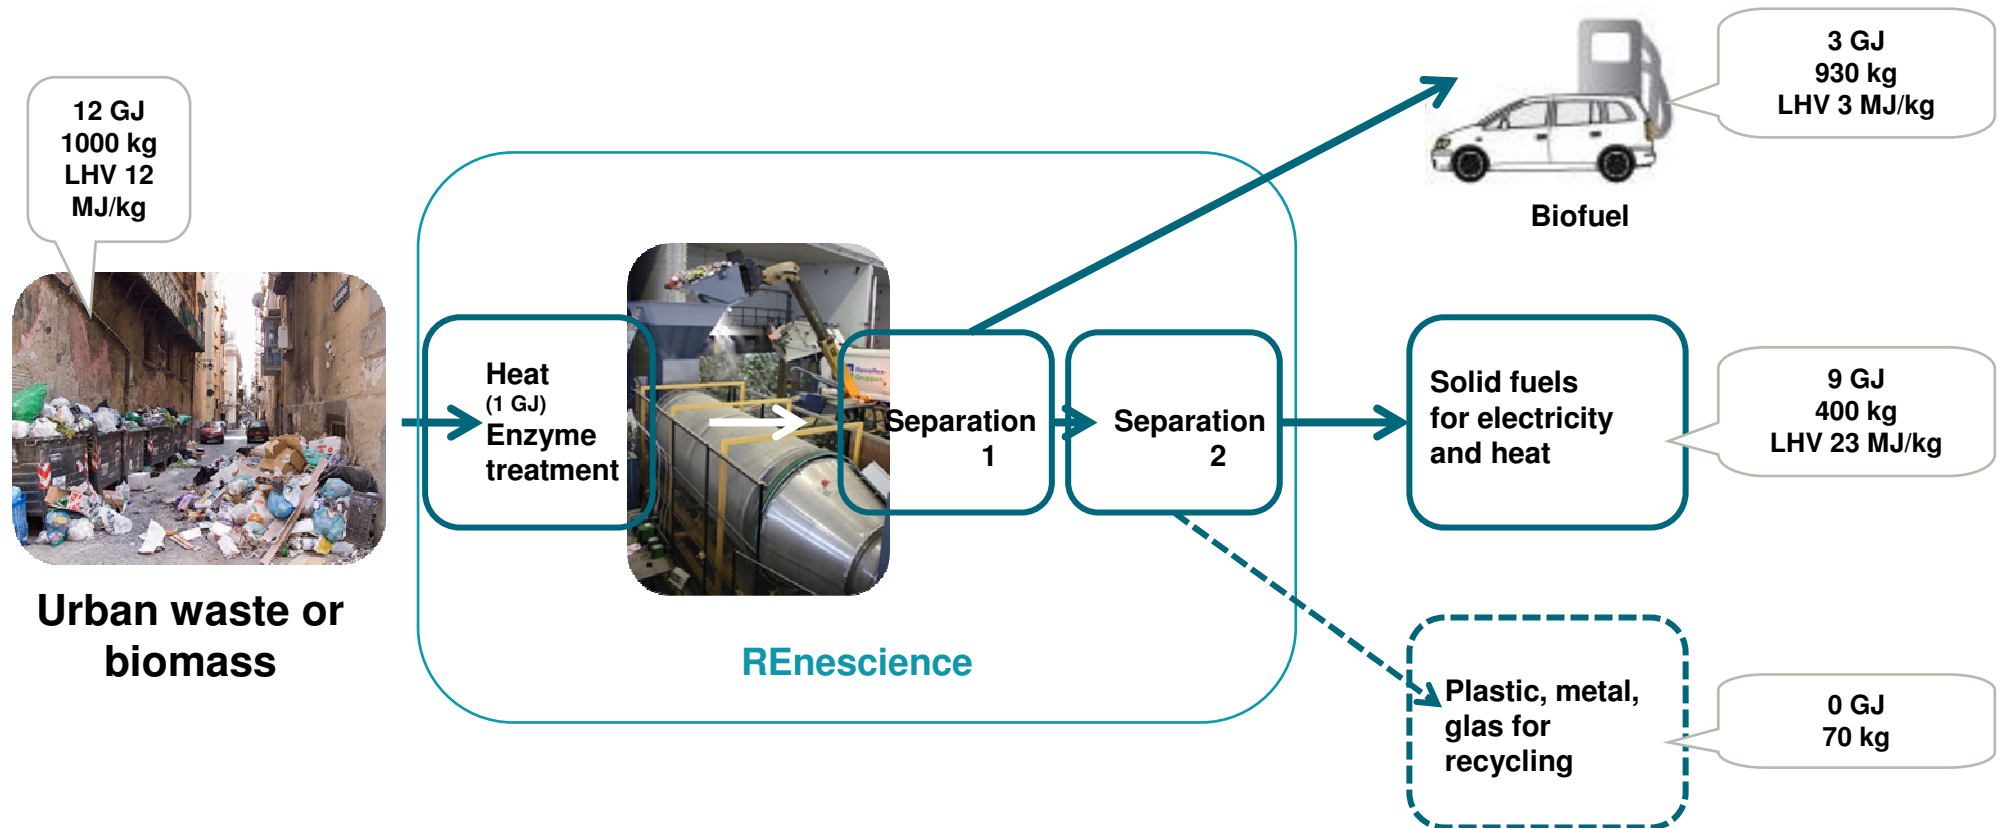 12 GJ
1000 kg
LHV 12
MJ/kg
Urban waste or
biomass
Heat
(1 GJ)
Enzyme
treatment
Separation
1
Separation
2
REnescience
3 GJ
930 kg
LHV 3 MJ/kg
Biofuel
Solid fuels
for electricity
and heat
9 GJ
400 kg
LHV 23 MJ/kg
Plastic, metal,
glas for
recycling
0 GJ
70 kg